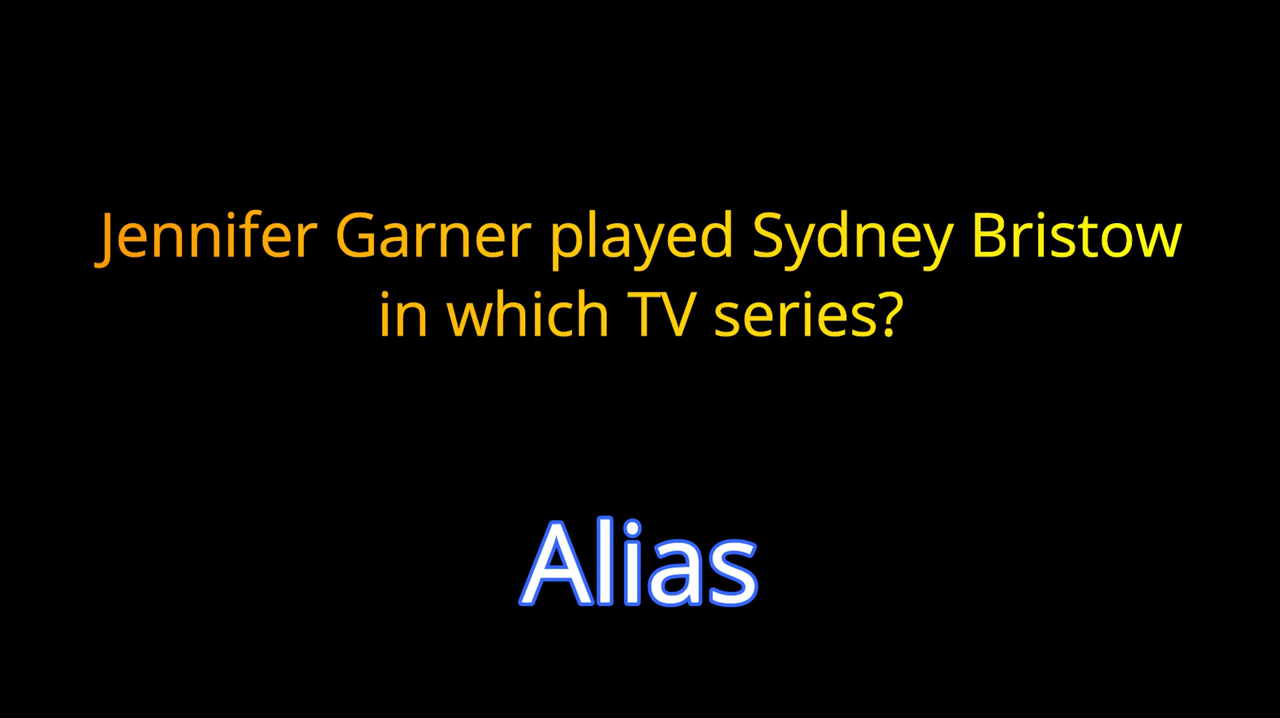 Jennifer Garner played Sydney Bristow
in which TV series?
Alias